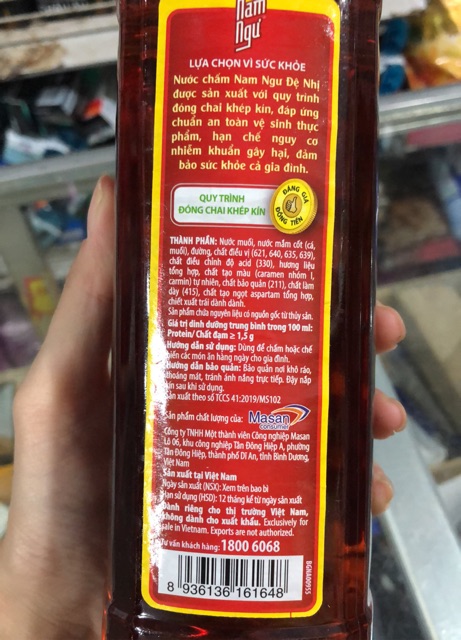 Nam
Ngư
LỰA CHỌN VÌ SỨC KHỎE
Nước chấm Nam Ngư Đệ Nhị
được sản xuất với quy trình
đóng chai khép kín, đáp ứng
chuẩn an toàn vệ sinh thực
phẩm, hạn chế nguy cơ
nhiễm khuẩn gây hại, đảm
bảo sức khỏe cả gia đình.
QUY TRÌNH
ĐÓNG CHAI KHÉP KÍN
ĐÁNG GIÁ
ĐỒNG TIỀN
THÀNH PHẦN: Nước muối, nước mắm cốt (cá,
muối), đường, chất điều vị (621, 640, 635, 639),
chất điều chỉnh độ acid (330), hương liệu
tổng hợp, chất tạo màu (caramen nhóm I,
carmin) tự nhiên, chất bảo quản (211), chất làm
dày (415), chất tạo ngọt aspartam tổng hợp,
chiết xuất trái dành dành.
Sản phẩm chứa nguyên liệu có nguồn gốc từ thủy sản.
Giá trị dinh dưỡng trung bình trong 100 ml:
Protein/ Chất đạm ≥ 1,5 g
Hướng dẫn sử dụng: Dùng để chấm hoặc chế
biến các món ăn hàng ngày cho gia đình.
Hướng dẫn bảo quản: Bảo quản nơi khô ráo,
thoáng mát, tránh ánh nắng trực tiếp. Đậy nắp
kín sau khi sử dụng.
Sản xuất theo số TCCS 41:2019/MS102
Sản phẩm chất lượng của:
Masan
consumer
Công ty TNHH Một thành viên Công nghiệp Masan
Lô 06, khu công nghiệp Tân Đông Hiệp A, phường
Tân Đông Hiệp, thành phố Dĩ An, tỉnh Bình Dương,
Việt Nam
Sản xuất tại Việt Nam
Ngày sản xuất (NSX): Xem trên bao bì
Hạn sử dụng (HSD): 12 tháng kể từ ngày sản xuất
Dành riêng cho thị trường Việt Nam,
không dành cho xuất khẩu. Exclusively for
sale in Vietnam. Exports are not authorized.
Tư vấn khách hàng: 1800 6068
8 936136 161648